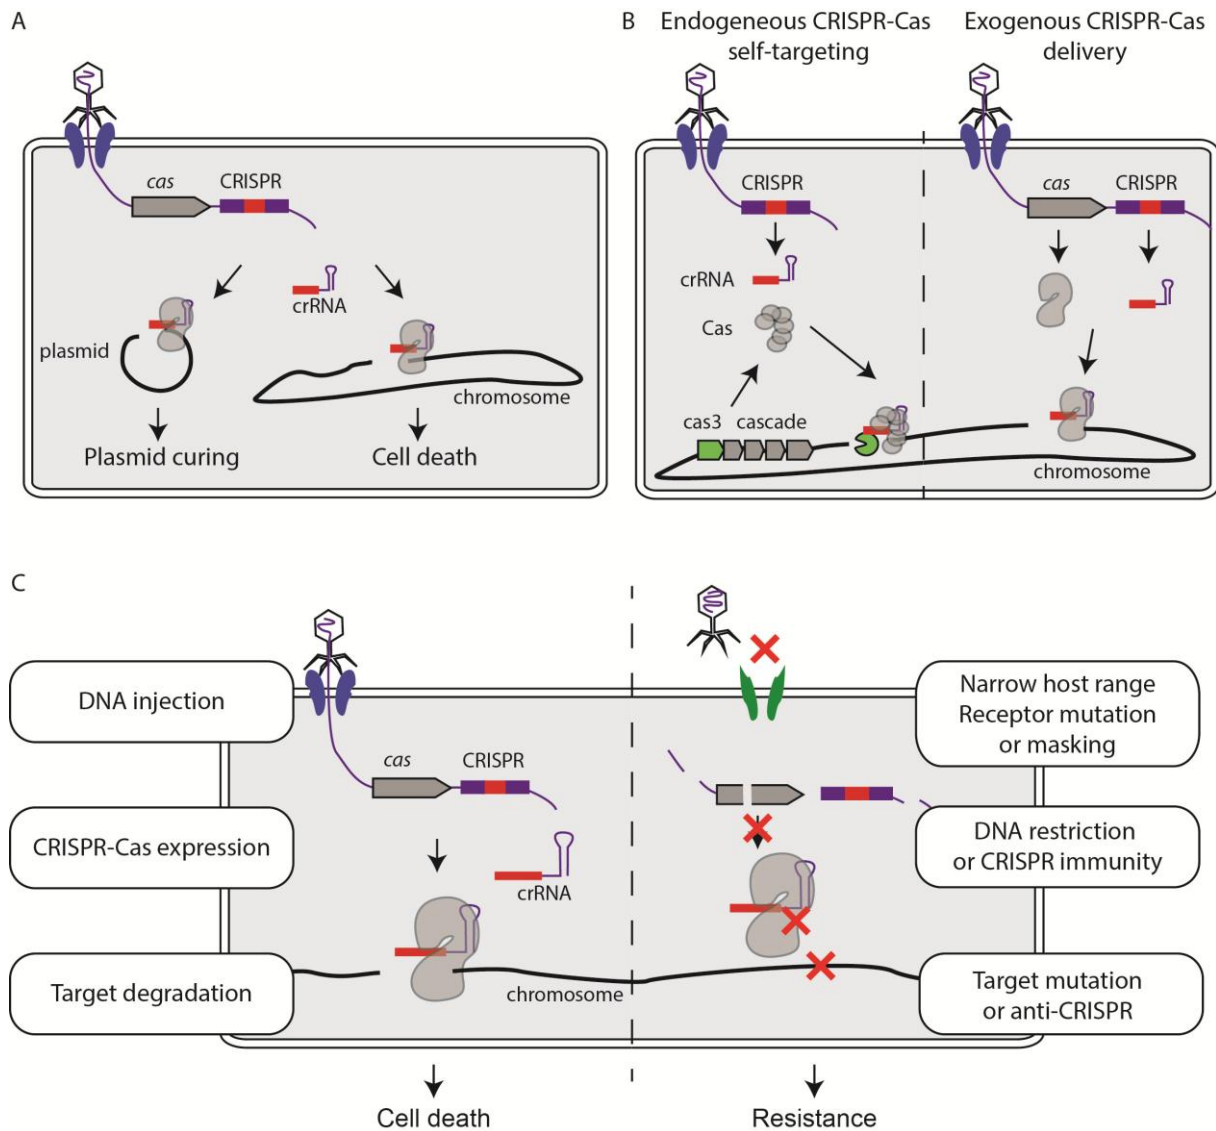 A
cas
CRISPR
crRNA
plasmid
chromosome
Plasmid curing
Cell death
B
Endogeneous CRISPR-Cas
self-targeting
Exogenous CRISPR-Cas
delivery
CRISPR
cas
CRISPR
crRNA
Cas
cas3
cascade
chromosome
C
DNA injection
Narrow host range
Receptor mutation
or masking
cas
CRISPR
CRISPR-Cas expression
crRNA
DNA restriction
or CRISPR immunity
Target degradation
chromosome
Target mutation
or anti-CRISPR
Cell death
Resistance